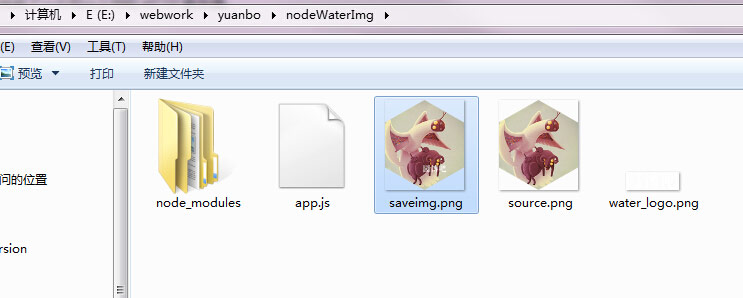 计算机 ▸ E (E:) ▸ webwork ▸ yuanbo ▸ nodeWaterImg ▸
(E) 查看(V) 工具(T) 帮助(H)
预览 打印 新建文件夹
node_modules app.js saveimg.png source.png water_logo.png
问的位置
rsion